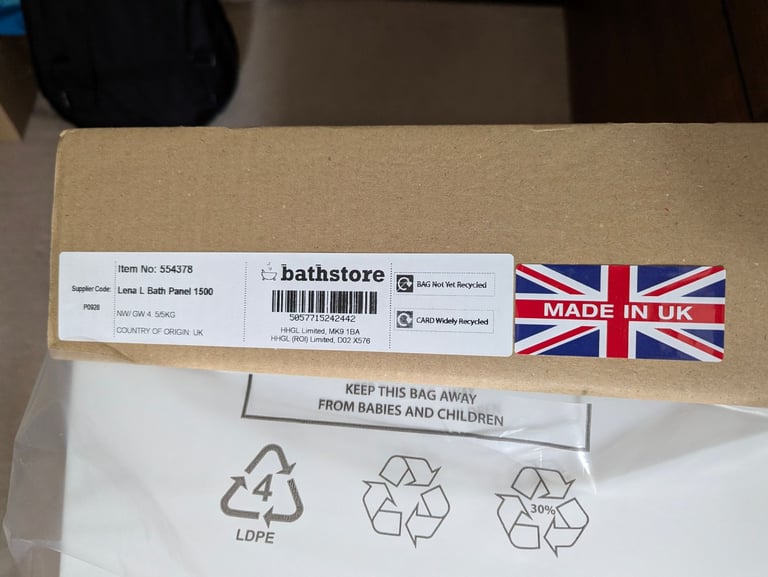 Item No: 554378
Supplier Code:
P0928
Lena L Bath Panel 1500
NW/ GW 4. 5/5KG
COUNTRY OF ORIGIN: UK
bathstore
5057715242442
HHGL Limited, MK9 1BA
HHGL (ROI) Limited, D02 X576
BAG Not Yet Recycled
CARD Widely Recycled
MADE IN UK
KEEP THIS BAG AWAY
FROM BABIES AND CHILDREN
4
LDPE
30%